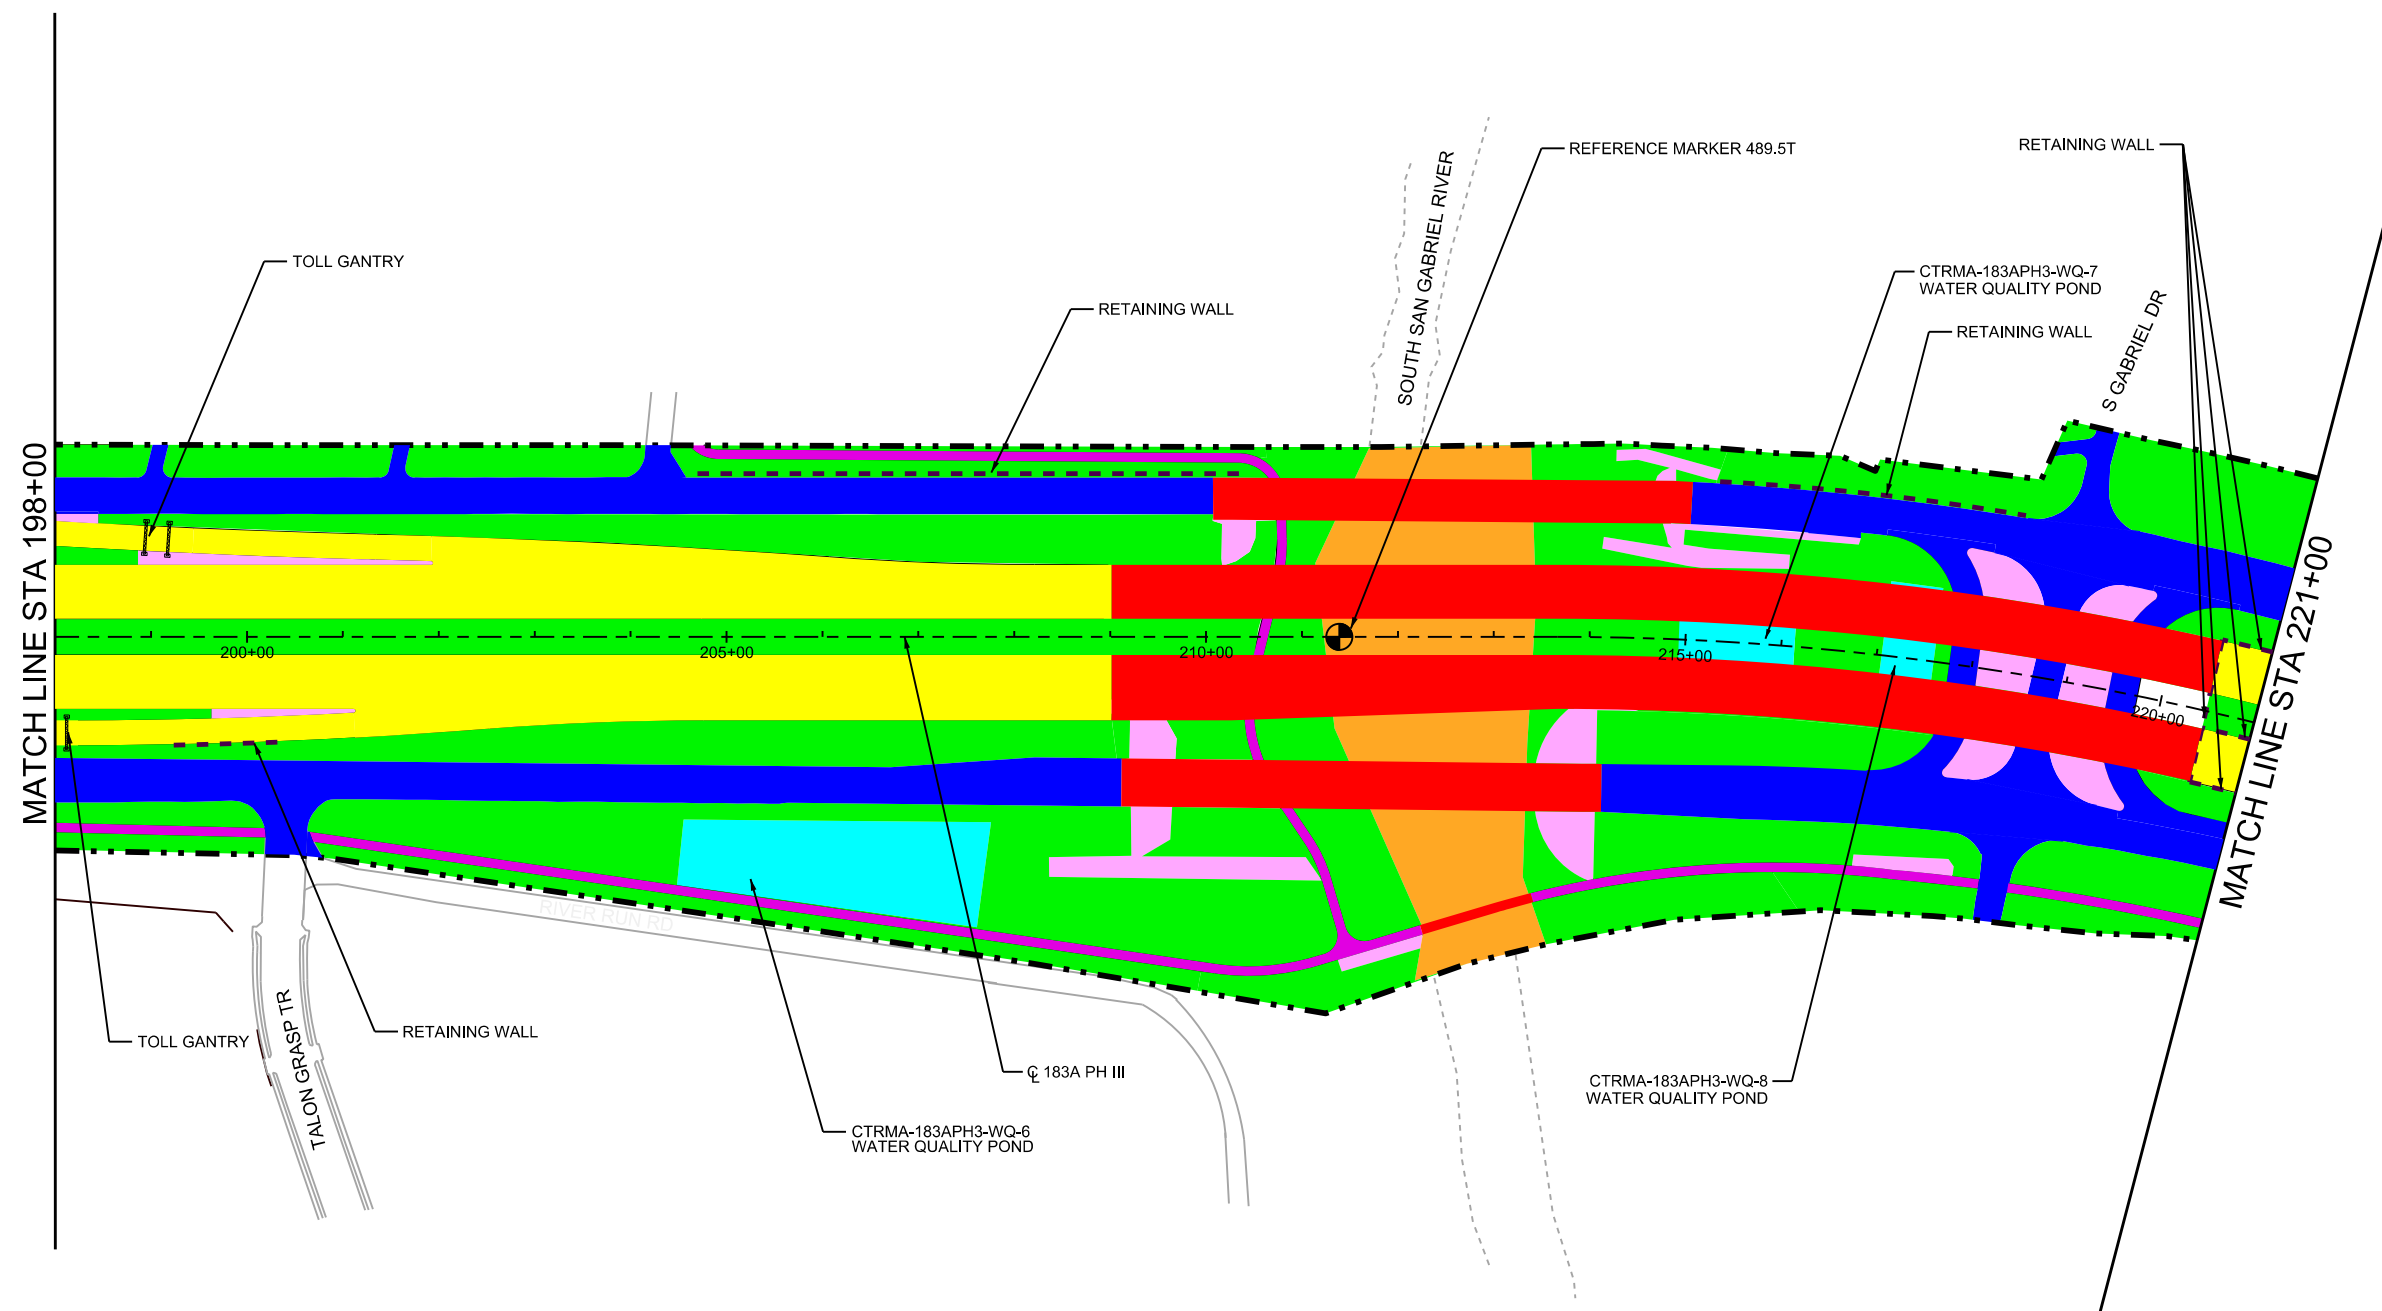 REFERENCE MARKER 489.5T
RETAINING WALL
SOUTH SAN GABRIEL RIVER
TOLL GANTRY
CTRMA-183APH3-WQ-7
WATER QUALITY POND
RETAINING WALL
RETAINING WALL
S GABRIEL DR
MATCH LINE STA 198+00
MATCH LINE STA 221+00
200+00
205+00
210+00
215+00
220+00
RIVER RUN RD
TALON GRASP TR
TOLL GANTRY
RETAINING WALL
℄ 183A PH III
CTRMA-183APH3-WQ-8
WATER QUALITY POND
CTRMA-183APH3-WQ-6
WATER QUALITY POND